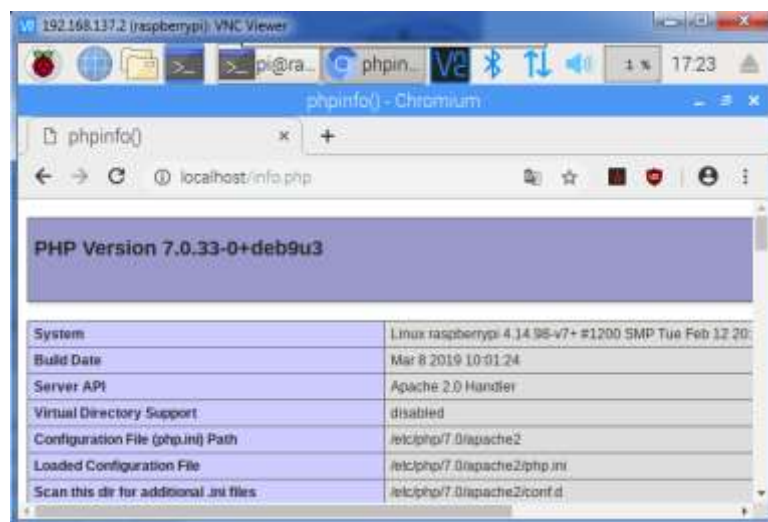 192.168.137.2 (raspberrypi) VNC Viewer
pi@ra... phpin... 1 % 17:23
phpinfo() - Chromium
phpinfo()
localhost/info.php
PHP Version 7.0.33-0+deb9u3
System Linux raspberrypi 4.14.98-v7+ #1200 SMP Tue Feb 12 20:
Build Date Mar 8 2019 10:01:24
Server API Apache 2.0 Handler
Virtual Directory Support disabled
Configuration File (php.ini) Path /etc/php/7.0/apache2
Loaded Configuration File /etc/php/7.0/apache2/php.ini
Scan this dir for additional .ini files /etc/php/7.0/apache2/conf.d